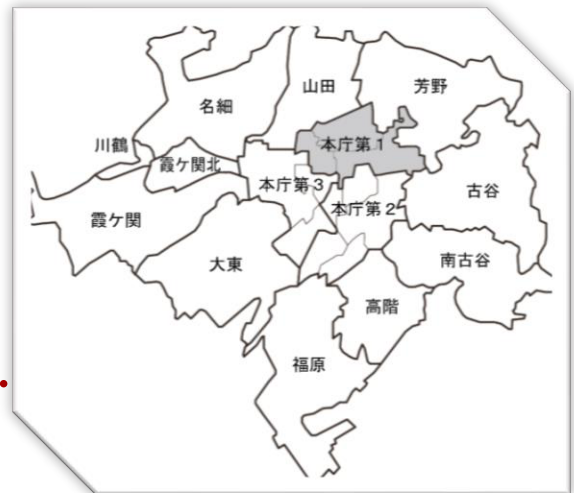 山田
芳野
名細
川鶴
本庁第1
霞ケ関北
本庁第3
古谷
本庁第2
霞ケ関
南古谷
大東
高階
福原